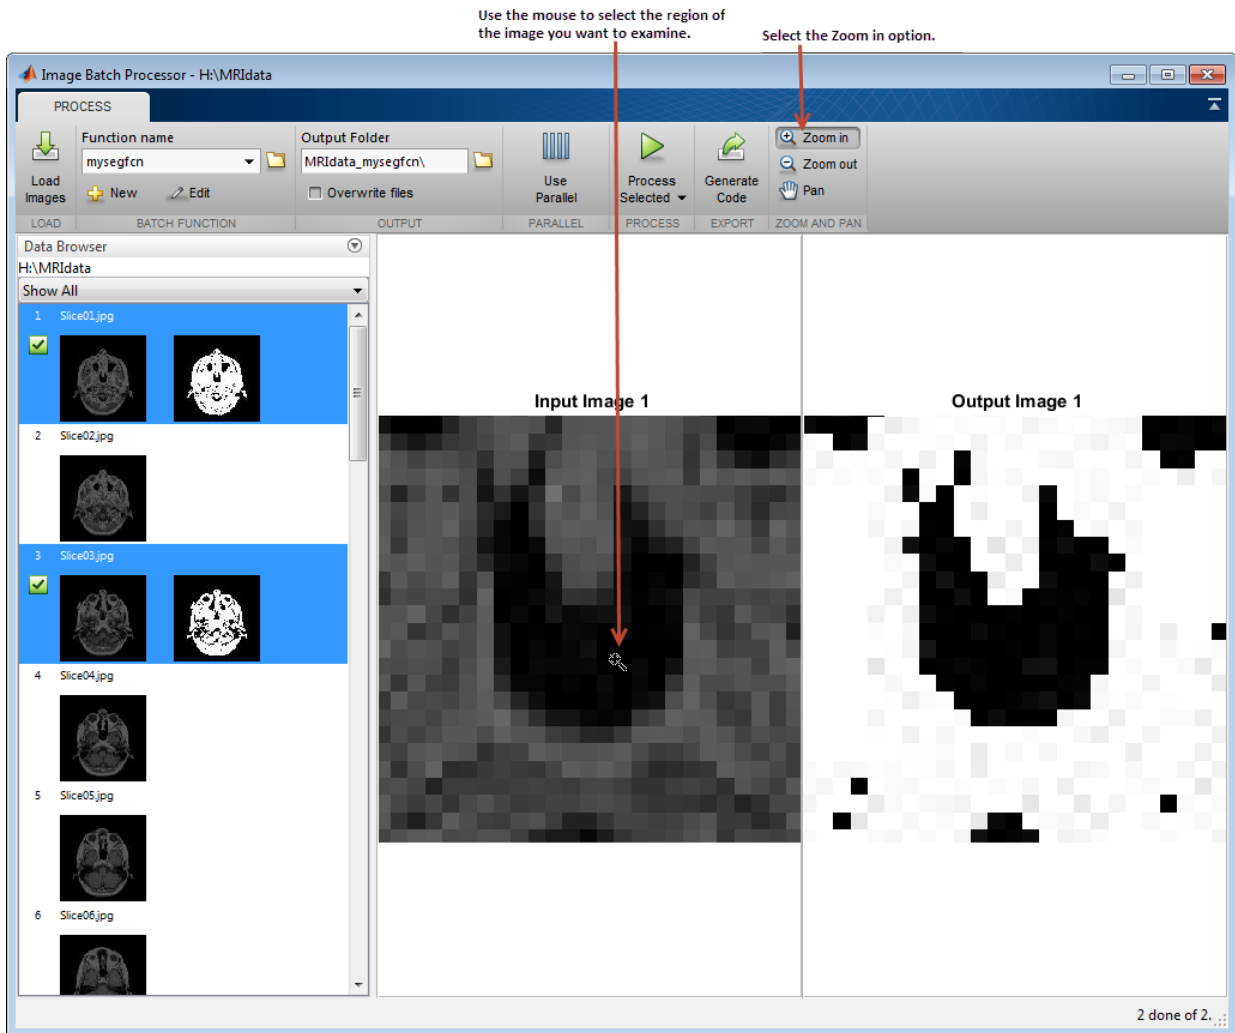 Use the mouse to select the region of
the image you want to examine.
Select the Zoom in option.
Image Batch Processor - H:\MRIdata
PROCESS
Function name
Output Folder
Zoom in
mysegfcn
MRIdata_mysegfcn\
Zoom out
Load
Images
New
Edit
Overwrite files
Use
Parallel
Process
Selected
Generate
Code
Pan
LOAD
BATCH FUNCTION
OUTPUT
PARALLEL
PROCESS
EXPORT
ZOOM AND PAN
Data Browser
H:\MRIdata
Show All
1 Slice01.jpg
2 Slice02.jpg
3 Slice03.jpg
4 Slice04.jpg
5 Slice05.jpg
6 Slice06.jpg
Input Image 1
Output Image 1
2 done of 2.